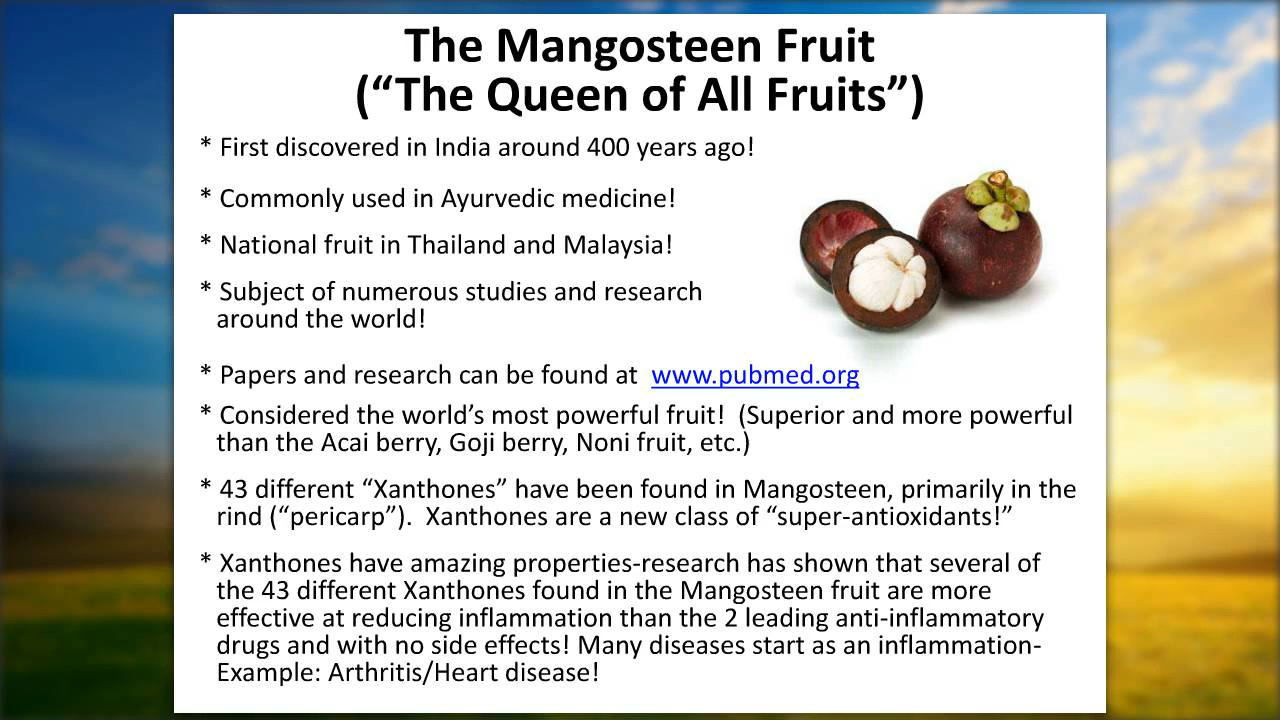 The Mangosteen Fruit
(“The Queen of All Fruits”)
* First discovered in India around 400 years ago!
* Commonly used in Ayurvedic medicine!
* National fruit in Thailand and Malaysia!
* Subject of numerous studies and research
around the world!
* Papers and research can be found at www.pubmed.org
* Considered the world’s most powerful fruit! (Superior and more powerful
than the Acai berry, Goji berry, Noni fruit, etc.)
* 43 different “Xanthones” have been found in Mangosteen, primarily in the
rind (“pericarp”). Xanthones are a new class of “super-antioxidants!”
* Xanthones have amazing properties-research has shown that several of
the 43 different Xanthones found in the Mangosteen fruit are more
effective at reducing inflammation than the 2 leading anti-inflammatory
drugs and with no side effects! Many diseases start as an inflammation-
Example: Arthritis/Heart disease!